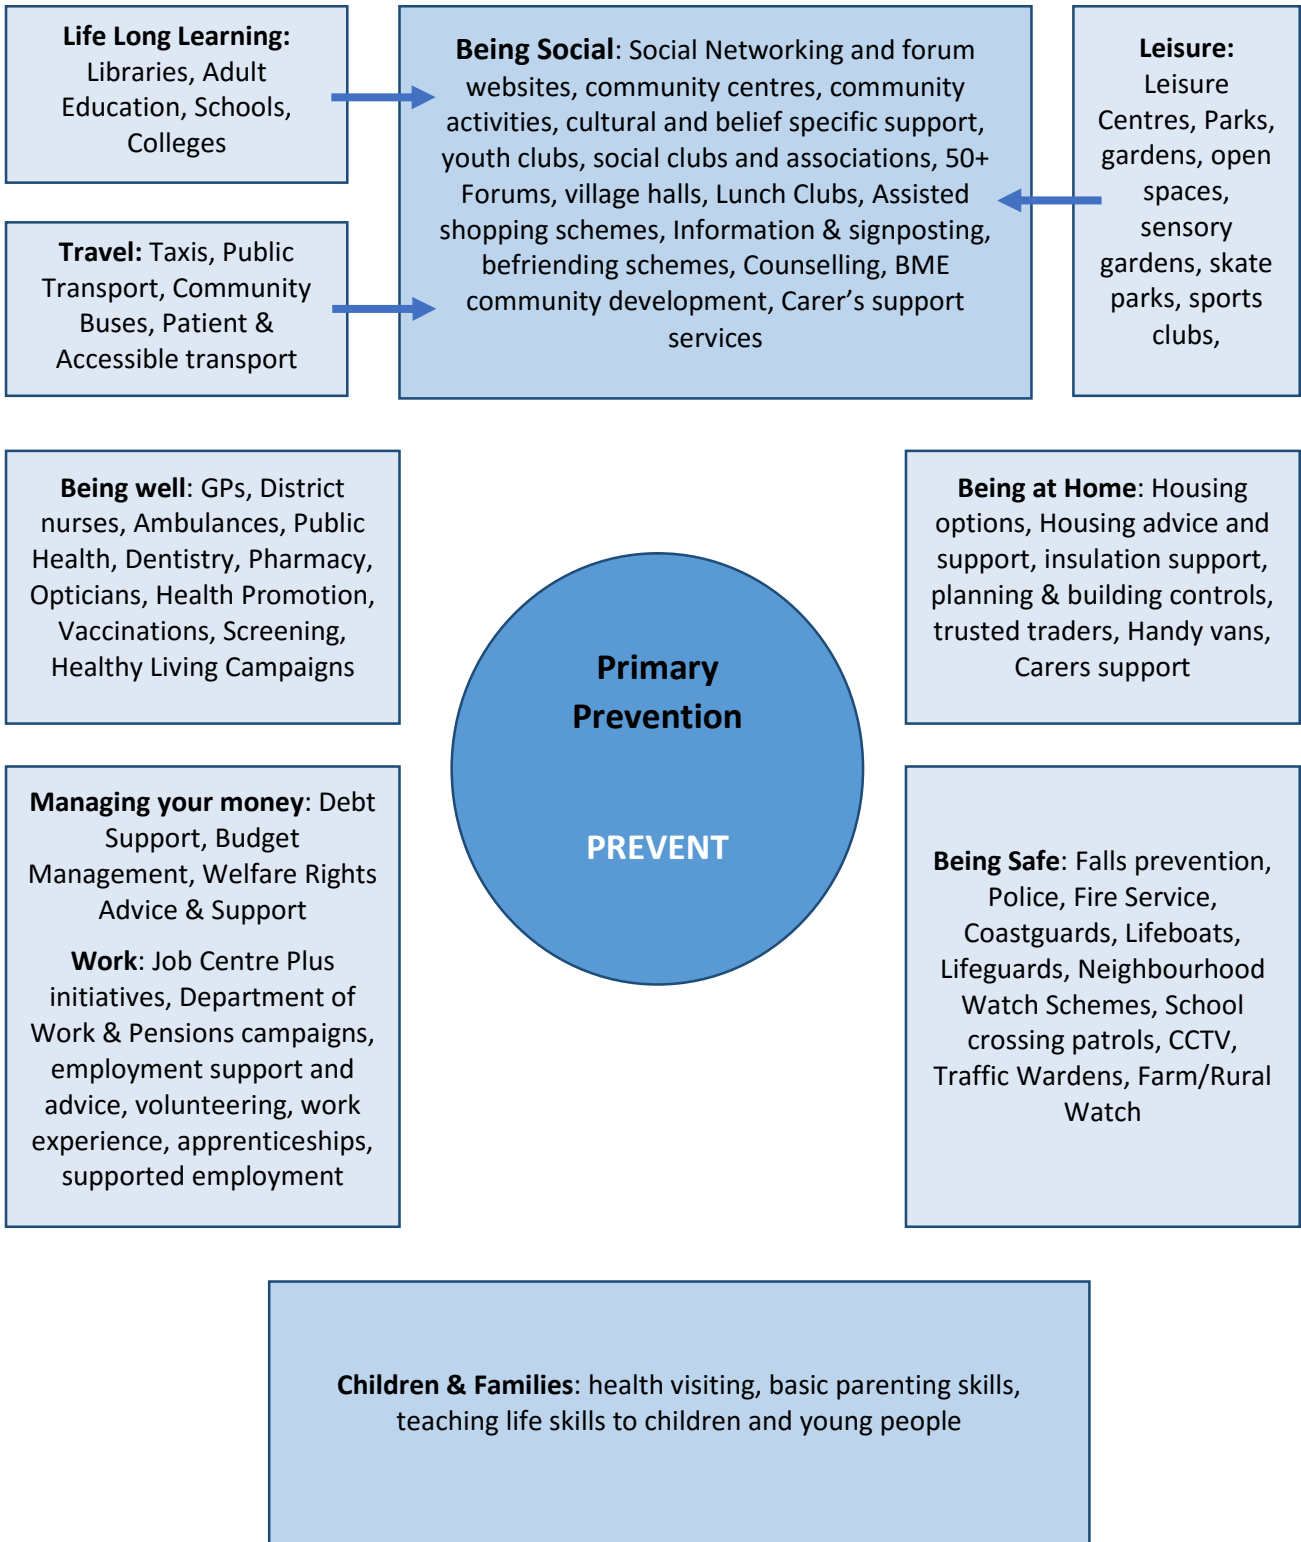 Life Long Learning:
Libraries, Adult
Education, Schools,
Colleges
Travel: Taxis, Public
Transport, Community
Buses, Patient &
Accessible transport
Being Social: Social Networking and forum
websites, community centres, community
activities, cultural and belief specific support,
youth clubs, social clubs and associations, 50+
Forums, village halls, Lunch Clubs, Assisted
shopping schemes, Information & signposting,
befriending schemes, Counselling, BME
community development, Carer’s support
services
Leisure:
Leisure
Centres, Parks,
gardens, open
spaces,
sensory
gardens, skate
parks, sports
clubs,
Being well: GPs, District
nurses, Ambulances, Public
Health, Dentistry, Pharmacy,
Opticians, Health Promotion,
Vaccinations, Screening,
Healthy Living Campaigns
Primary
Prevention
PREVENT
Being at Home: Housing
options, Housing advice and
support, insulation support,
planning & building controls,
trusted traders, Handy vans,
Carers support
Managing your money: Debt
Support, Budget
Management, Welfare Rights
Advice & Support
Work: Job Centre Plus
initiatives, Department of
Work & Pensions campaigns,
employment support and
advice, volunteering, work
experience, apprenticeships,
supported employment
Being Safe: Falls prevention,
Police, Fire Service,
Coastguards, Lifeboats,
Lifeguards, Neighbourhood
Watch Schemes, School
crossing patrols, CCTV,
Traffic Wardens, Farm/Rural
Watch
Children & Families: health visiting, basic parenting skills,
teaching life skills to children and young people